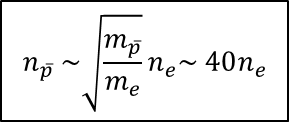 n_p̄ ~ √(m_p̄/m_e) n_e ~ 40n_e